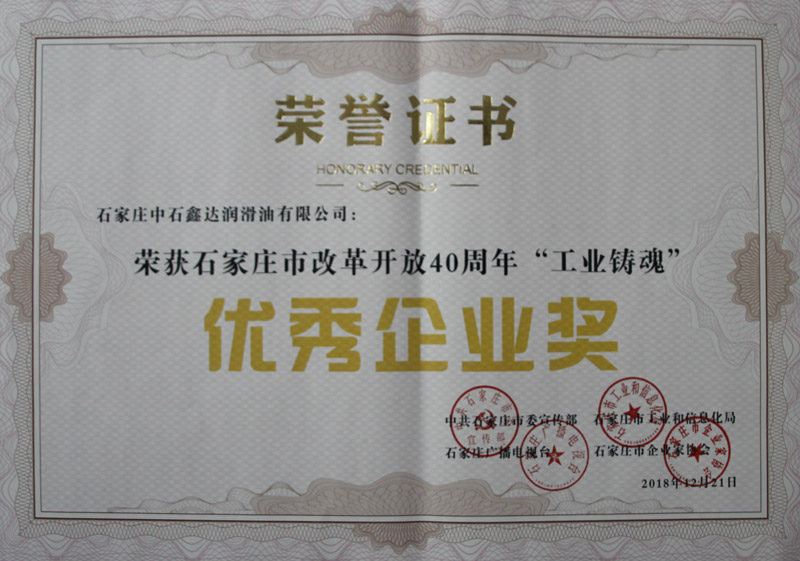 荣誉证书
HONORARY CREDENTIAL
石家庄中石鑫达润滑油有限公司：
荣获石家庄市改革开放40周年“工业铸魂”
优秀企业奖
中共石家庄市委宣传部 石家庄市工业和信息化局
石家庄广播电视台 石家庄市企业家协会
2018年12月21日